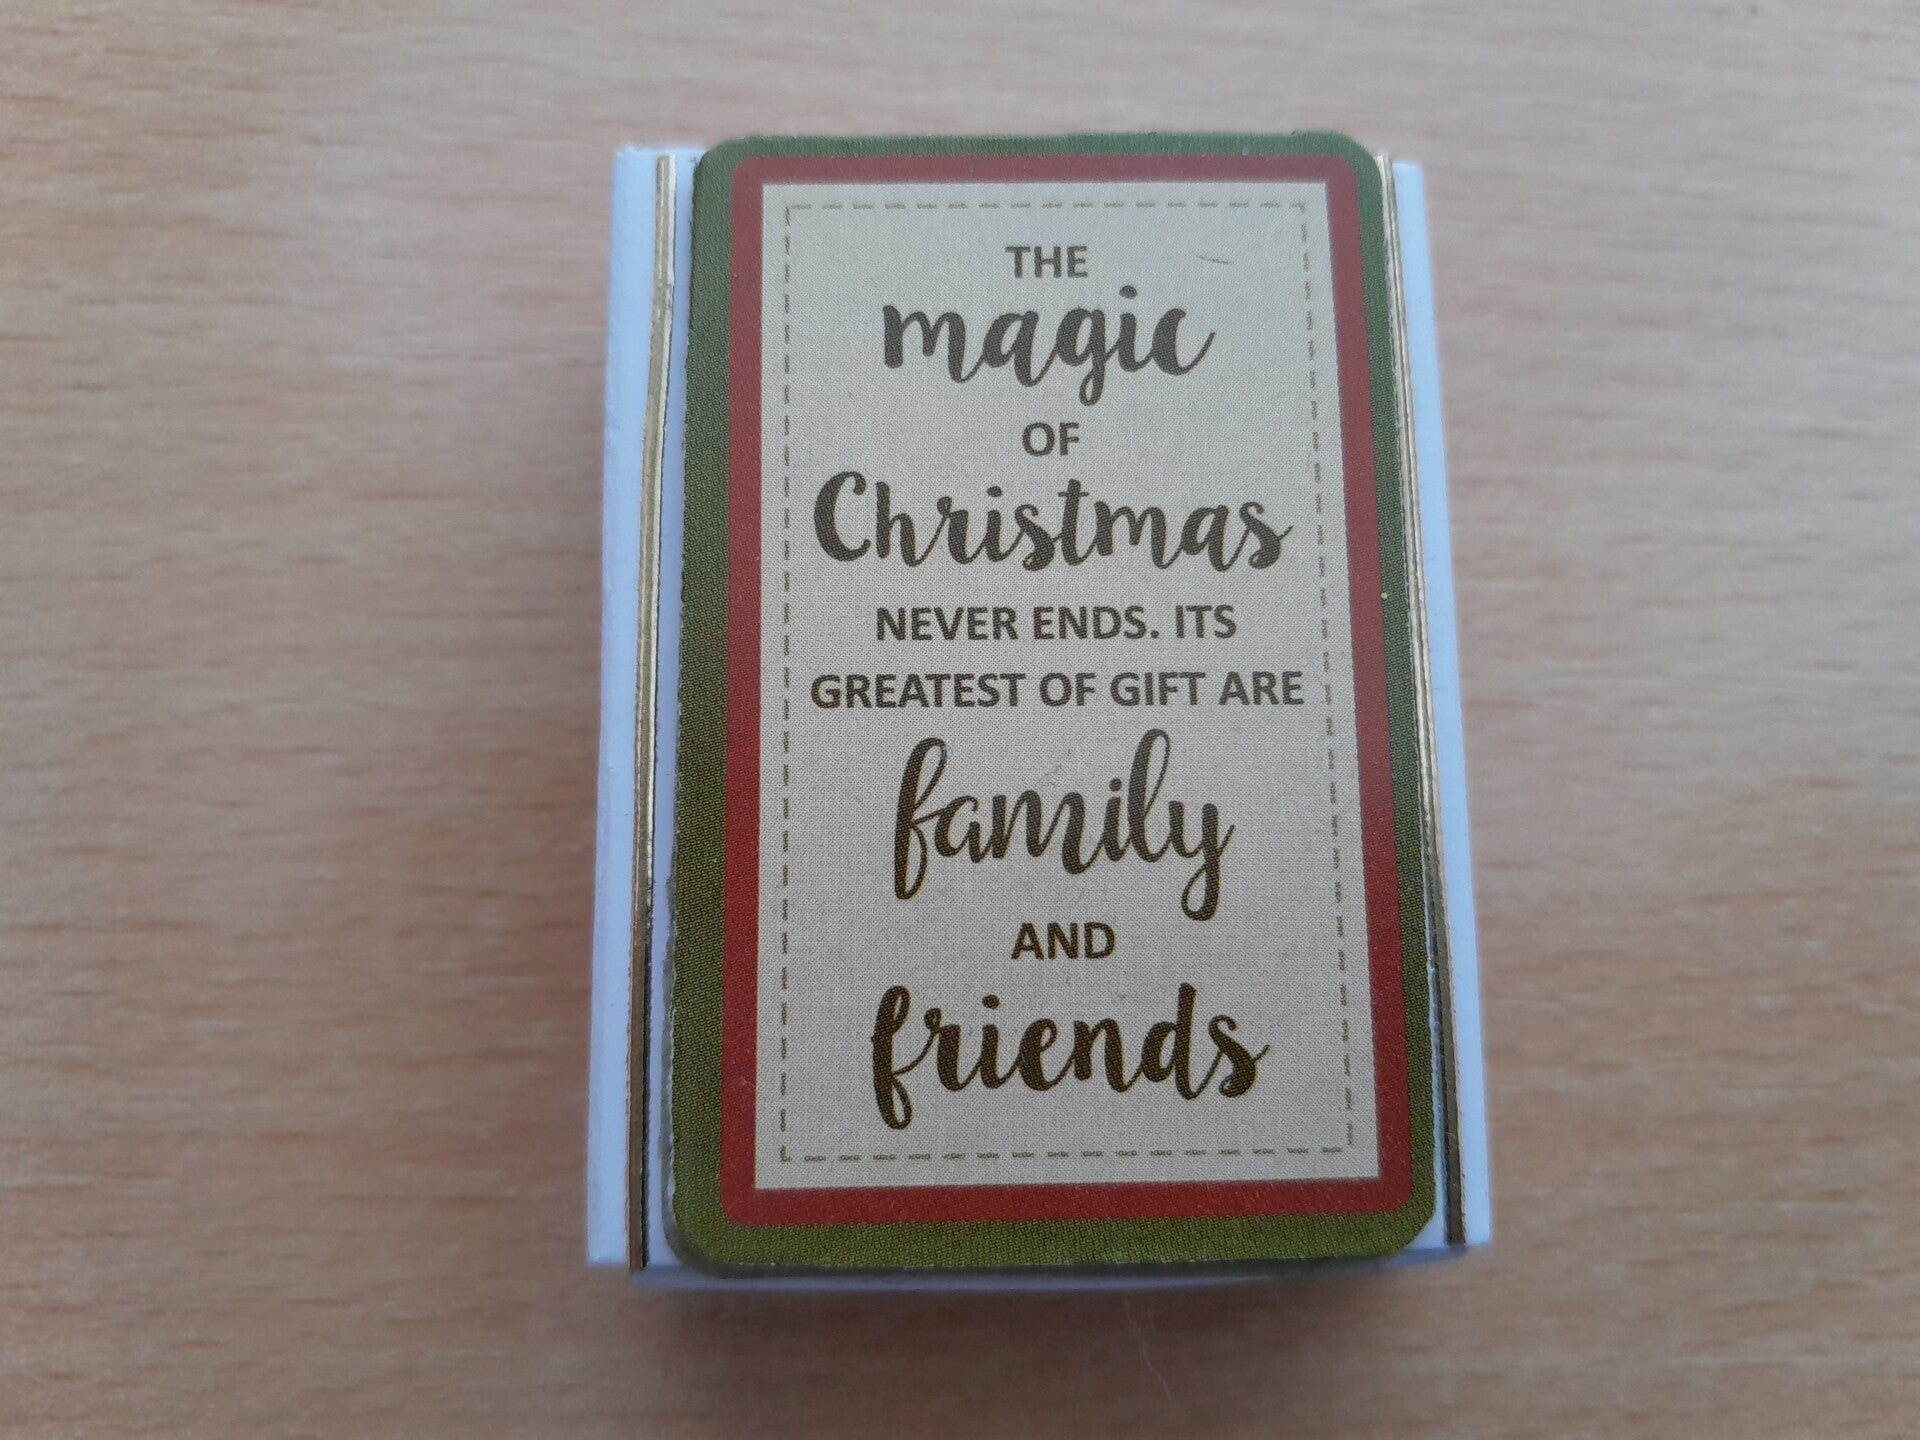 THE
magic
OF
Christmas
NEVER ENDS. ITS
GREATEST OF GIFT ARE
family
AND
friends